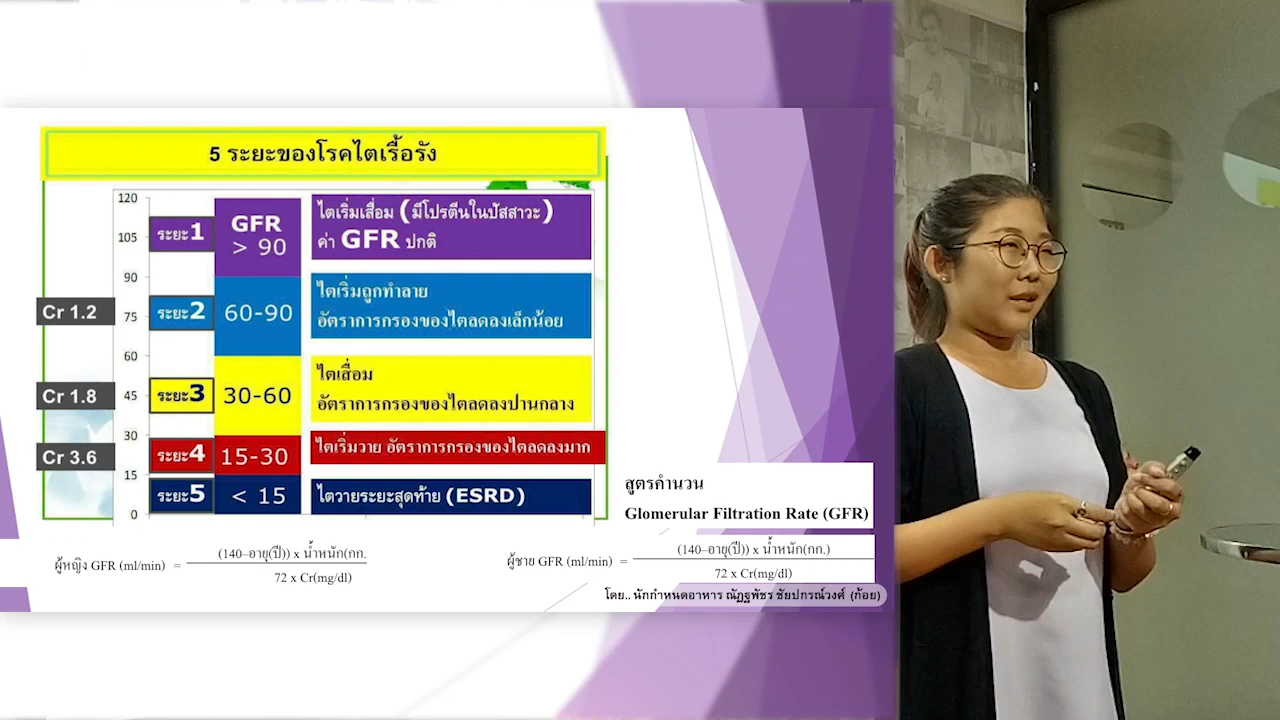 5 ระยะของโรคไตเรื้อรัง
120
105
90
75
60
45
30
15
0
Cr 1.2
Cr 1.8
Cr 3.6
ระยะ1
GFR
> 90
ไตเริ่มเสื่อม (มีโปรตีนในปัสสาวะ)
ค่า GFR ปกติ
ระยะ2
60-90
ไตเริ่มถูกทำลาย
อัตราการกรองของไตลดลงเล็กน้อย
ระยะ3
30-60
ไตเสื่อม
อัตราการกรองของไตลดลงปานกลาง
ระยะ4
15-30
ไตเริ่มวาย อัตราการกรองของไตลดลงมาก
ระยะ5
< 15
ไตวายระยะสุดท้าย (ESRD)
สูตรคำนวน
Glomerular Filtration Rate (GFR)
ผู้หญิง GFR (ml/min) =
(140–อายุ(ปี)) x น้ำหนัก(กก.
72 x Cr(mg/dl)
ผู้ชาย GFR (ml/min) =
(140–อายุ(ปี)) x น้ำหนัก(กก.)
72 x Cr(mg/dl)
โดย.. นักกำหนดอาหาร ณัฏฐพัชร ชัยปกรณ์วงศ์ (ก้อย)